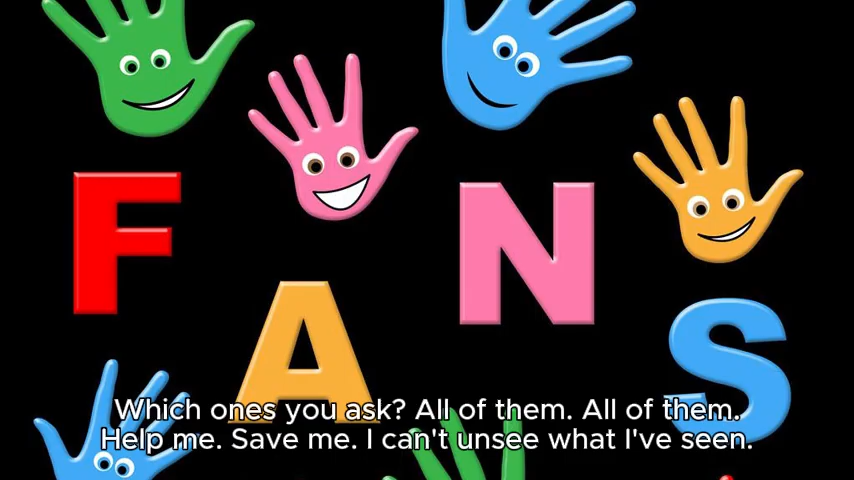 FANS
Which ones you ask? All of them. All of them.
Help me. Save me. I can't unsee what I've seen.